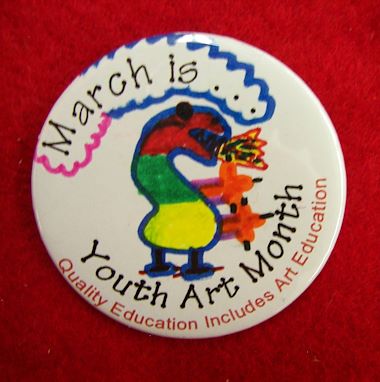 March is ...
Youth Art Month
Quality Education Includes Art Education